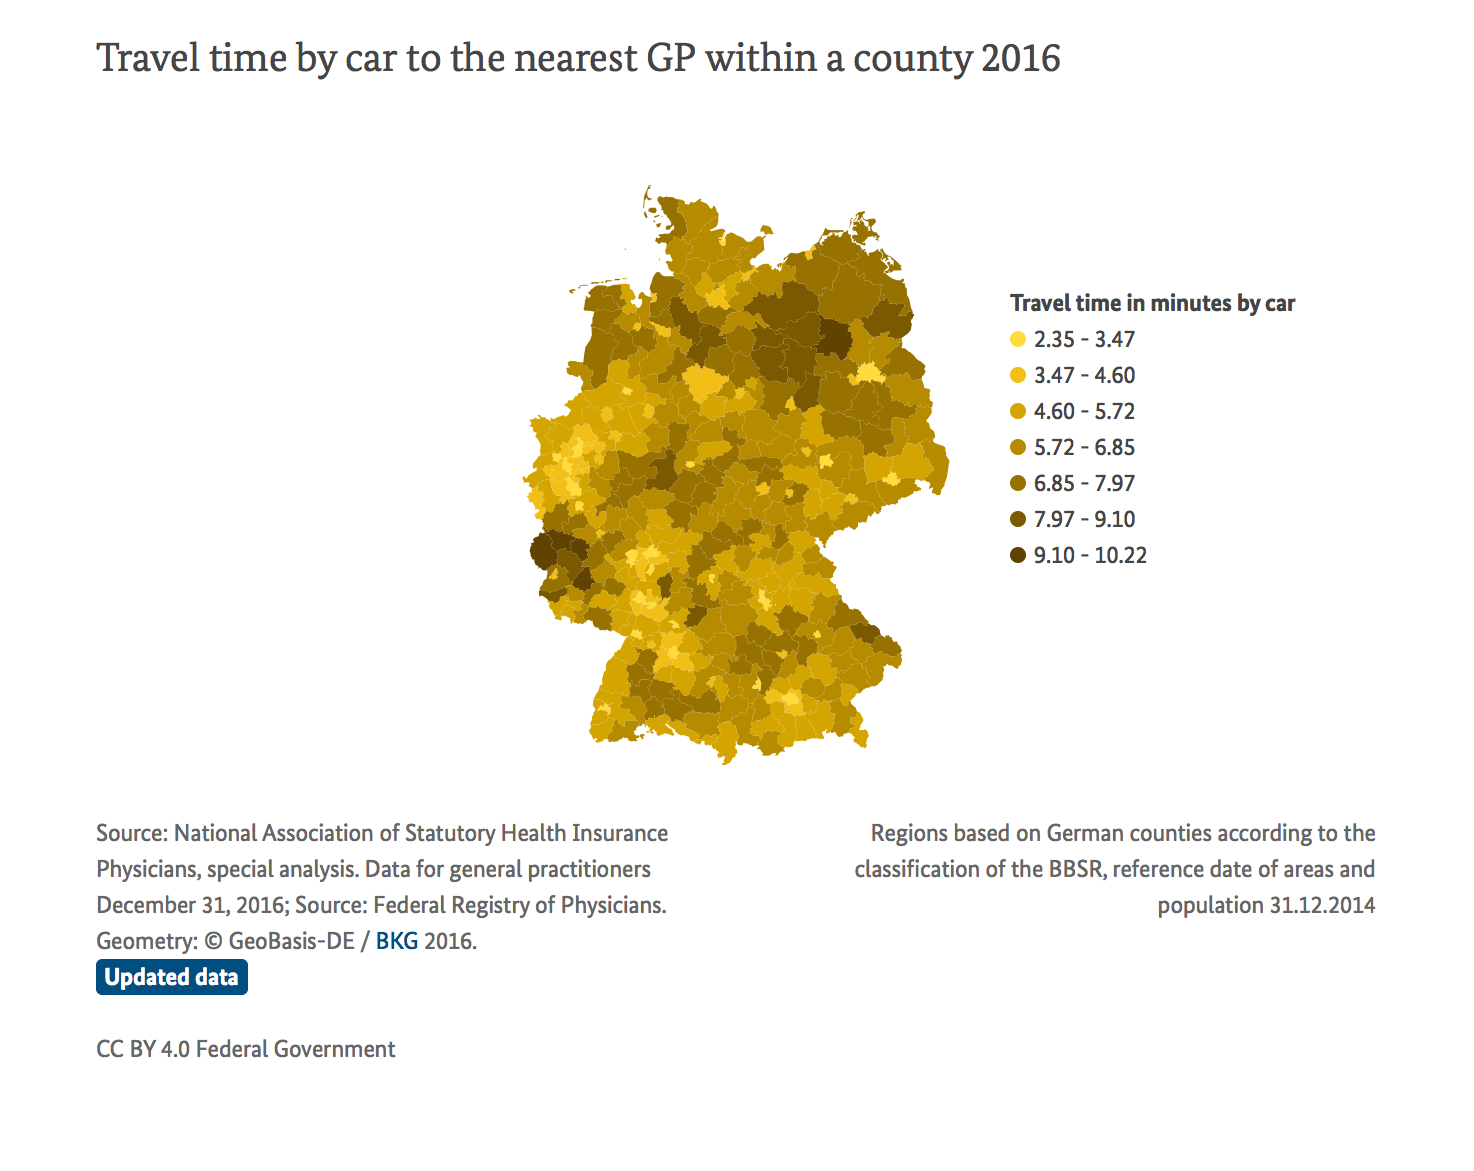 Travel time by car to the nearest GP within a county 2016
Travel time in minutes by car
2.35 - 3.47
3.47 - 4.60
4.60 - 5.72
5.72 - 6.85
6.85 - 7.97
7.97 - 9.10
9.10 - 10.22
Source: National Association of Statutory Health Insurance
Physicians, special analysis. Data for general practitioners
December 31, 2016; Source: Federal Registry of Physicians.
Geometry: © GeoBasis-DE / BKG 2016.
Updated data
CC BY 4.0 Federal Government
Regions based on German counties according to the
classification of the BBSR, reference date of areas and
population 31.12.2014